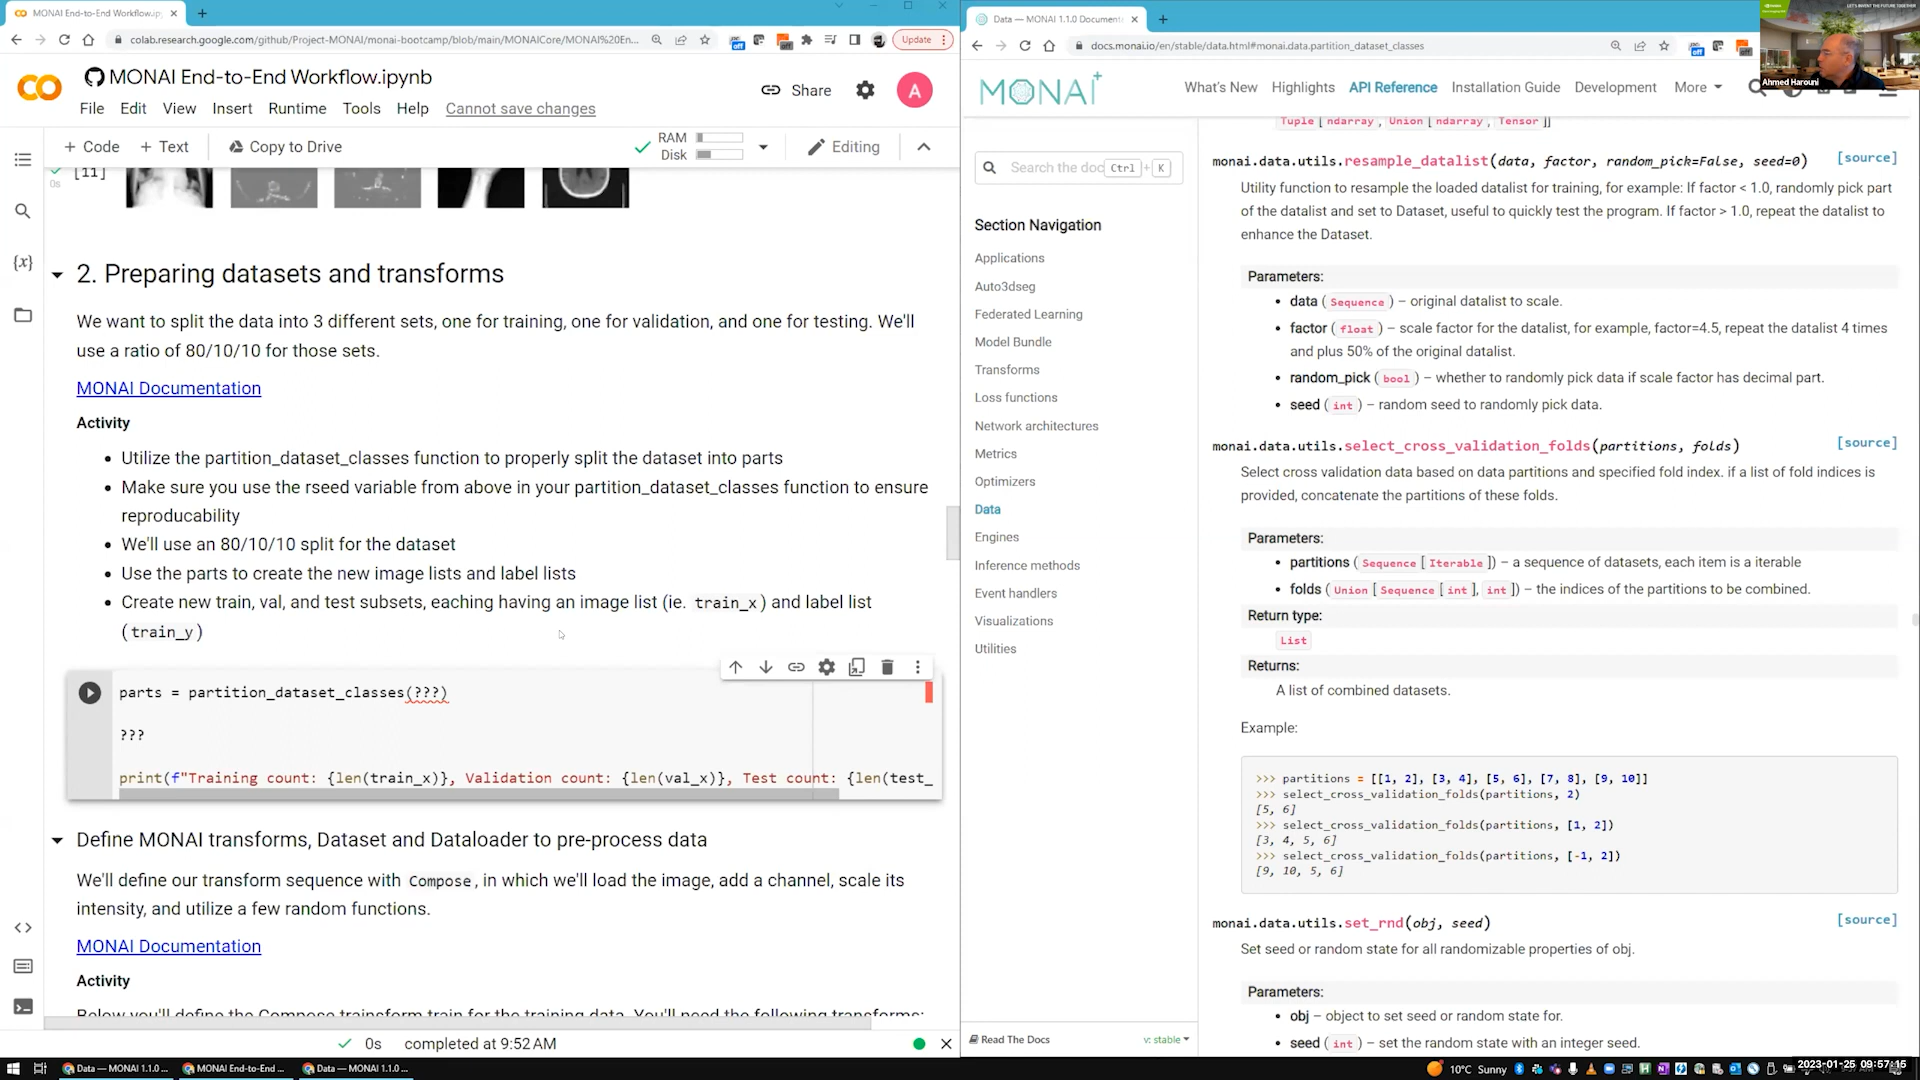 MONAI End-to-End Workflow.ipy
colab.research.google.com/github/Project-MONAI/monai-bootcamp/blob/main/MONAICore/MONAI%20En...
Update
MONAI End-to-End Workflow.ipynb
File Edit View Insert Runtime Tools Help Cannot save changes
Share
A
+ Code + Text Copy to Drive
RAM
Disk
Editing
0s
[11]
2. Preparing datasets and transforms
We want to split the data into 3 different sets, one for training, one for validation, and one for testing. We'll
use a ratio of 80/10/10 for those sets.
MONAI Documentation
Activity
• Utilize the partition_dataset_classes function to properly split the dataset into parts
• Make sure you use the rseed variable from above in your partition_dataset_classes function to ensure
reproducability
• We'll use an 80/10/10 split for the dataset
• Use the parts to create the new image lists and label lists
• Create new train, val, and test subsets, eaching having an image list (ie. train_x) and label list
(train_y)
parts = partition_dataset_classes(???)
???
print(f"Training count: {len(train_x)}, Validation count: {len(val_x)}, Test count: {len(test_
Define MONAI transforms, Dataset and Dataloader to pre-process data
We'll define our transform sequence with Compose, in which we'll load the image, add a channel, scale its
intensity, and utilize a few random functions.
MONAI Documentation
Activity
Below you'll define the Compose trainsform train for the training data. You'll need the following transforms:
0s completed at 9:52 AM
Data — MONAI 1.1.0 Document
docs.monai.io/en/stable/data.html#monai.data.partition_dataset_classes
Ahmed Harouni
LET'S INVENT THE FUTURE TOGETHER
MONAI
What's New Highlights API Reference Installation Guide Development More
Search the doc Ctrl + K
Section Navigation
Applications
Auto3dseg
Federated Learning
Model Bundle
Transforms
Loss functions
Network architectures
Metrics
Optimizers
Data
Engines
Inference methods
Event handlers
Visualizations
Utilities
Read The Docs v: stable
Tuple[ndarray, Union[ndarray, Tensor]]
monai.data.utils.resample_datalist(data, factor, random_pick=False, seed=0) [source]
Utility function to resample the loaded datalist for training, for example: If factor < 1.0, randomly pick part
of the datalist and set to Dataset, useful to quickly test the program. If factor > 1.0, repeat the datalist to
enhance the Dataset.
Parameters:
• data (Sequence) – original datalist to scale.
• factor (float) – scale factor for the datalist, for example, factor=4.5, repeat the datalist 4 times
and plus 50% of the original datalist.
• random_pick (bool) – whether to randomly pick data if scale factor has decimal part.
• seed (int) – random seed to randomly pick data.
monai.data.utils.select_cross_validation_folds(partitions, folds) [source]
Select cross validation data based on data partitions and specified fold index. if a list of fold indices is
provided, concatenate the partitions of these folds.
Parameters:
• partitions (Sequence[Iterable]) – a sequence of datasets, each item is a iterable
• folds (Union[Sequence[int], int]) – the indices of the partitions to be combined.
Return type:
List
Returns:
A list of combined datasets.
Example:
>>> partitions = [[1, 2], [3, 4], [5, 6], [7, 8], [9, 10]]
>>> select_cross_validation_folds(partitions, 2)
[5, 6]
>>> select_cross_validation_folds(partitions, [1, 2])
[3, 4, 5, 6]
>>> select_cross_validation_folds(partitions, [-1, 2])
[9, 10, 5, 6]
monai.data.utils.set_rnd(obj, seed) [source]
Set seed or random state for all randomizable properties of obj.
Parameters:
• obj – object to set seed or random state for.
• seed (int) – set the random state with an integer seed.
Data — MONAI 1.1.0 ... MONAI End-to-End ... Data — MONAI 1.1.0 ...
10°C Sunny
2023-01-25 09:57:15